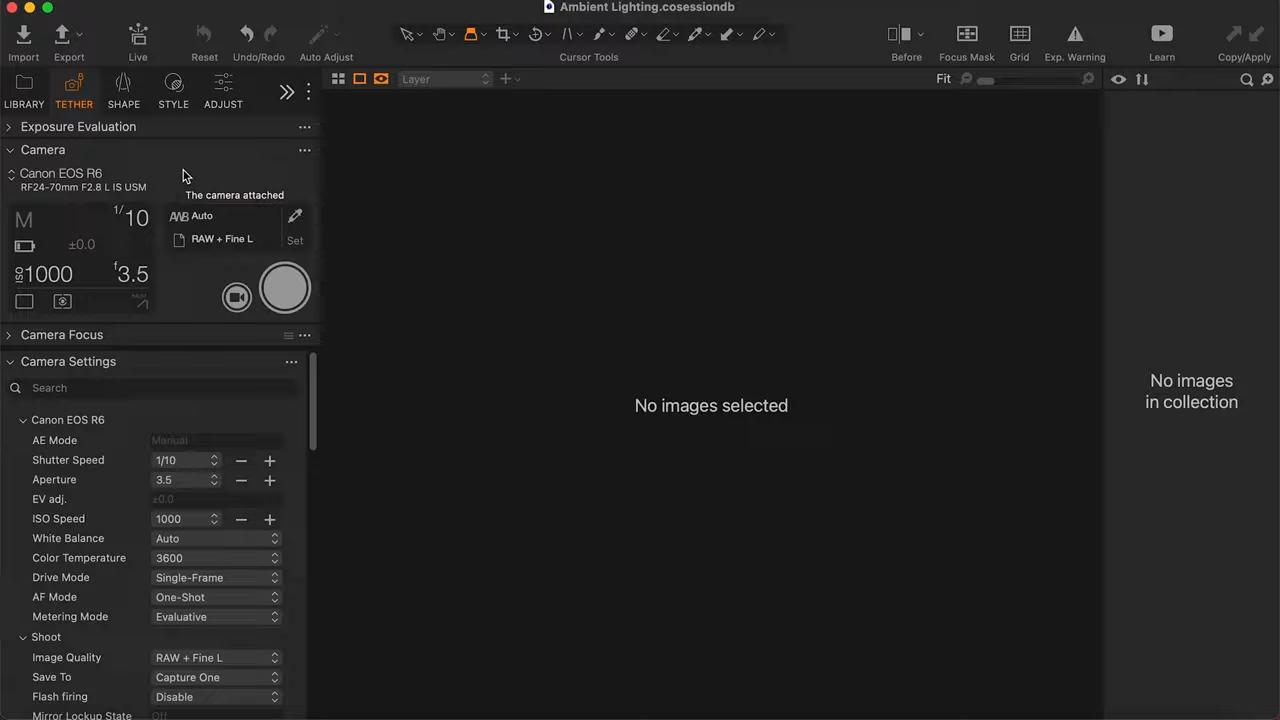 Ambient Lighting.cosessiondb
Import
Export
Live
Reset
Undo/Redo
Auto Adjust
Cursor Tools
Before
Focus Mask
Grid
Exp. Warning
Learn
Copy/Apply
LIBRARY
TETHER
SHAPE
STYLE
ADJUST
Layer
Fit
Exposure Evaluation
Camera
Canon EOS R6
RF24-70mm F2.8 L IS USM
The camera attached
M
1/10
AWB Auto
±0.0
RAW + Fine L
Set
ISO 1000
f3.5
Camera Focus
Camera Settings
Search
Canon EOS R6
AE Mode Manual
Shutter Speed 1/10
Aperture 3.5
EV adj. ±0.0
ISO Speed 1000
White Balance Auto
Color Temperature 3600
Drive Mode Single-Frame
AF Mode One-Shot
Metering Mode Evaluative
Shoot
Image Quality RAW + Fine L
Save To Capture One
Flash firing Disable
Mirror Lockup State Off
No images selected
No images
in collection